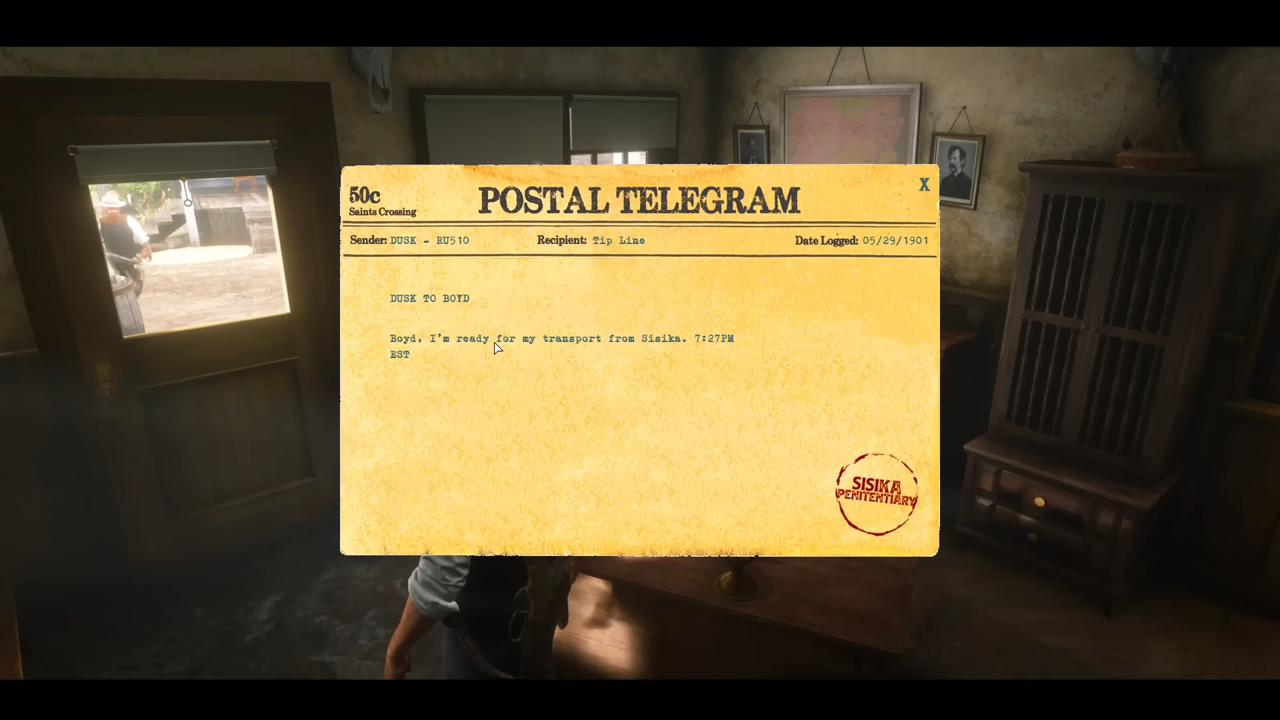 50c
Saints Crossing
POSTAL TELEGRAM
X
Sender: DUSK - RU510
Recipient: Tip Line
Date Logged: 05/29/1901
DUSK TO BOYD
Boyd, I'm ready for my transport from Sisika. 7:27PM
EST
SISIKA
PENITENTIARY